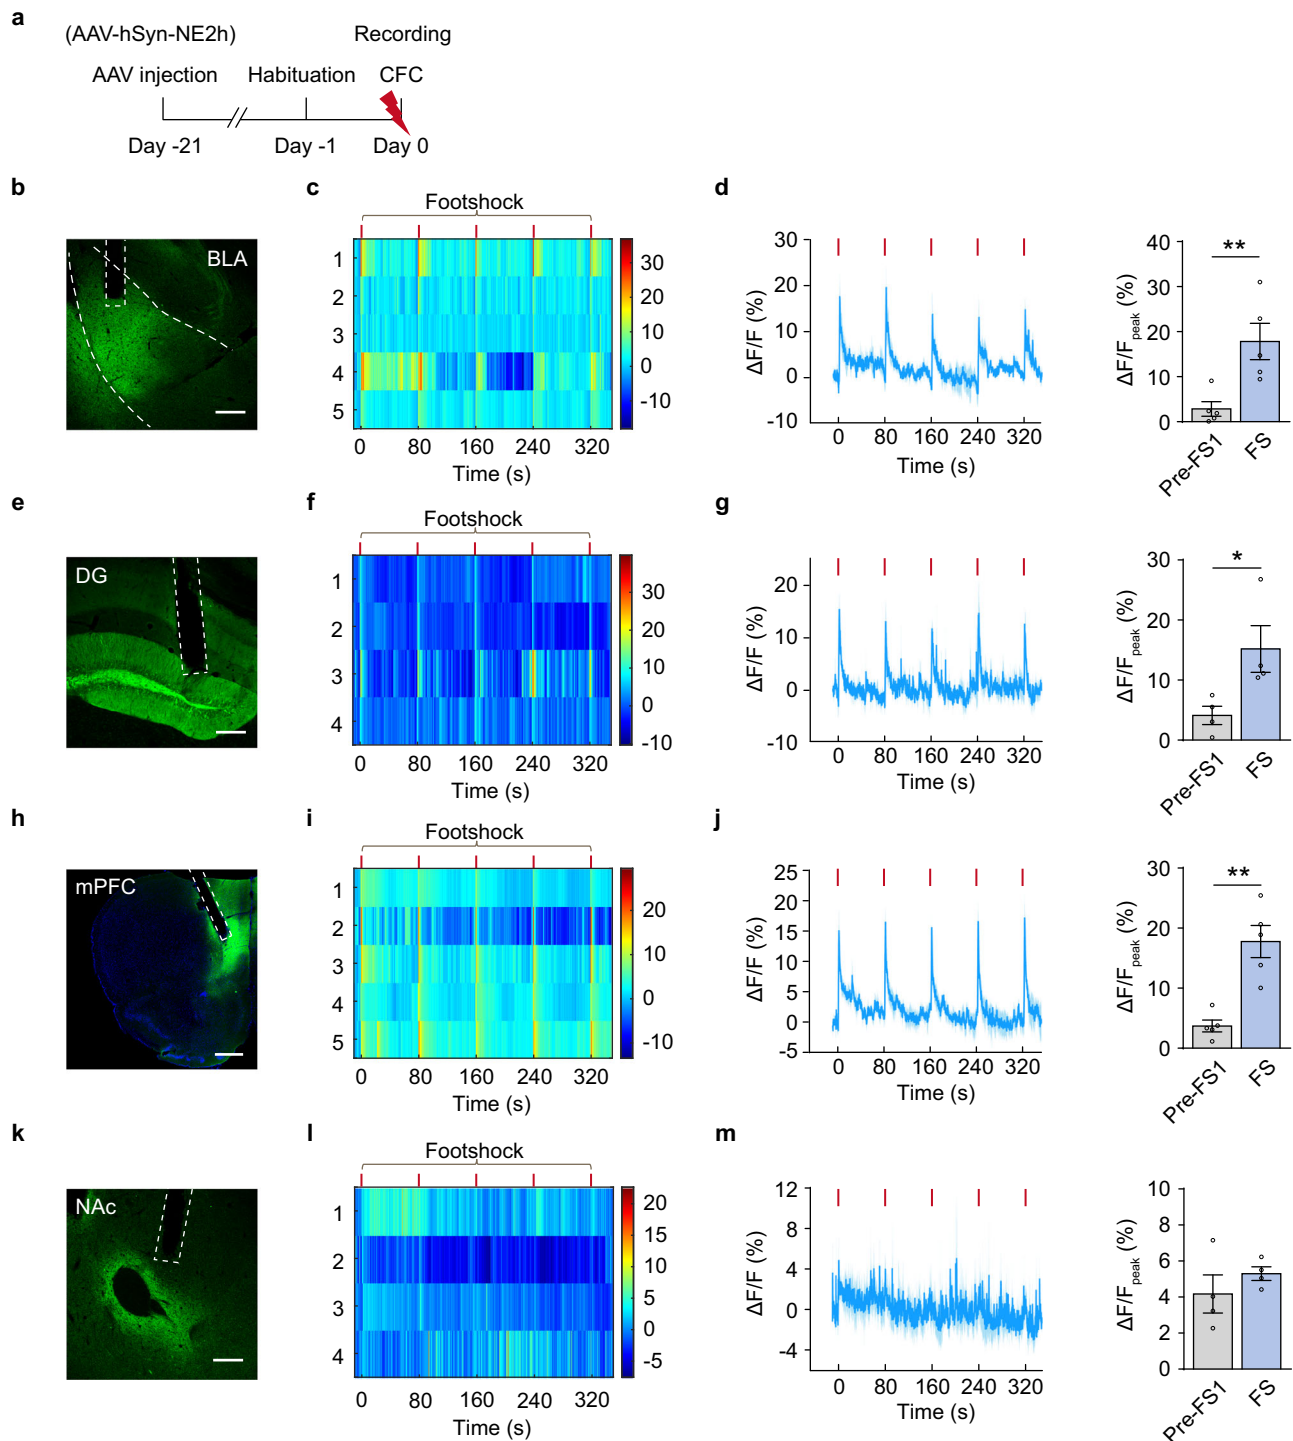 a
(AAV-hSyn-NE2h) Recording
AAV injection Habituation CFC
Day -21 Day -1 Day 0
b
BLA
c
Footshock
1
2
3
4
5
0 80 160 240 320
Time (s)
30
20
10
0
-10
d
30
20
10
0
-10
ΔF/F (%)
0 80 160 240 320
Time (s)
40
30
20
10
0
ΔF/Fpeak (%)
**
Pre-FS1 FS
e
DG
f
Footshock
1
2
3
4
0 80 160 240 320
Time (s)
30
20
10
0
-10
g
20
10
0
-10
ΔF/F (%)
0 80 160 240 320
Time (s)
30
20
10
0
ΔF/Fpeak (%)
*
Pre-FS1 FS
h
mPFC
i
Footshock
1
2
3
4
5
0 80 160 240 320
Time (s)
20
10
0
-10
j
25
20
15
10
5
0
-5
ΔF/F (%)
0 80 160 240 320
Time (s)
30
20
10
0
ΔF/Fpeak (%)
**
Pre-FS1 FS
k
NAc
l
Footshock
1
2
3
4
0 80 160 240 320
Time (s)
20
15
10
5
0
-5
m
12
8
4
0
-4
ΔF/F (%)
0 80 160 240 320
Time (s)
10
8
6
4
2
0
ΔF/Fpeak (%)
Pre-FS1 FS